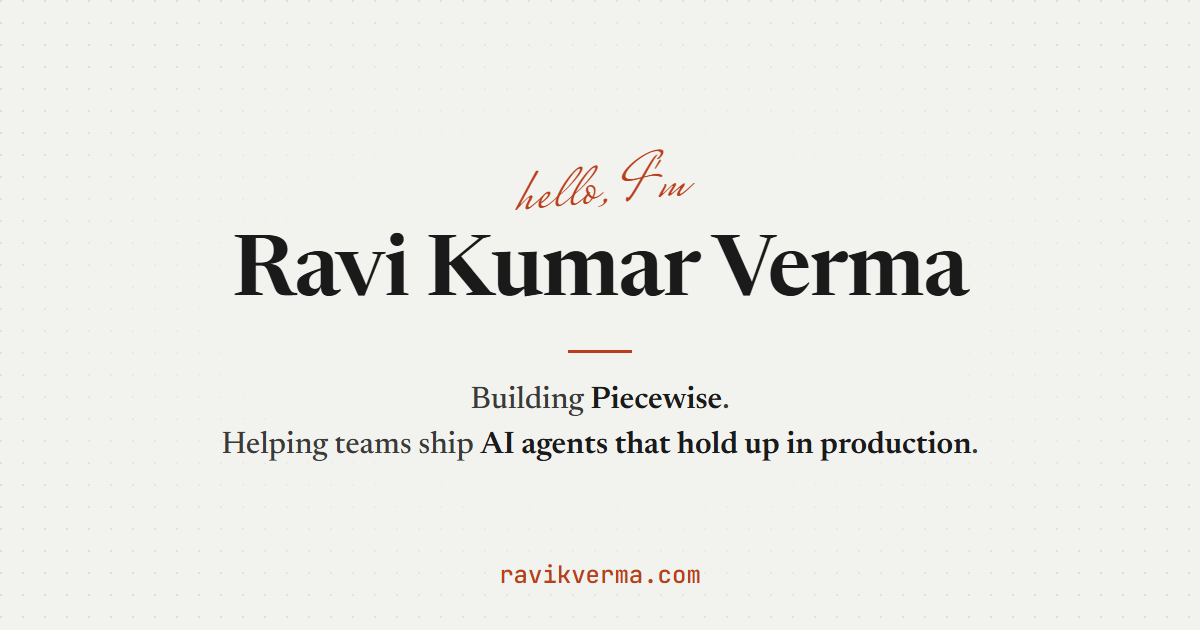 hello, I'm
Ravi Kumar Verma
Building Piecewise.
Helping teams ship AI agents that hold up in production.
ravikverma.com